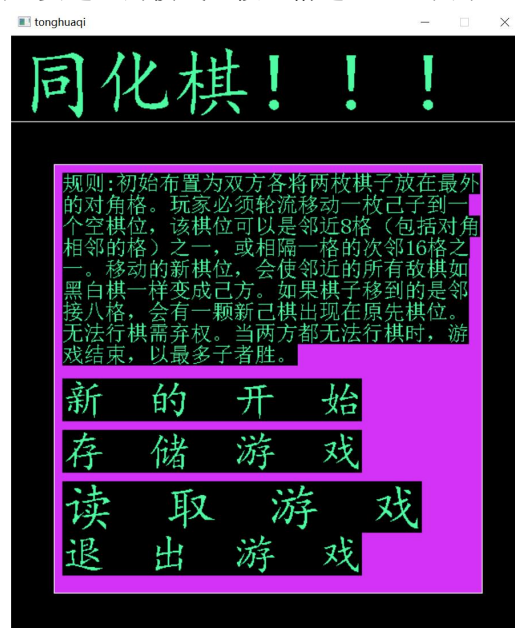 tonghuaqi
同化棋！！！
规则:初始布置为双方各将两枚棋子放在最外
的对角格。玩家必须轮流移动一枚己子到一
个空棋位，该棋位可以是邻近8格（包括对角
相邻的格）之一，或相隔一格的次邻16格之
一。移动的新棋位，会使邻近的所有敌棋如
黑白棋一样变成己方。如果棋子移到的是邻
接八格，会有一颗新己棋出现在原先棋位。
无法行棋需弃权。当两方都无法行棋时，游
戏结束，以最多子者胜。
新 的 开 始
存 储 游 戏
读 取 游 戏
退 出 游 戏